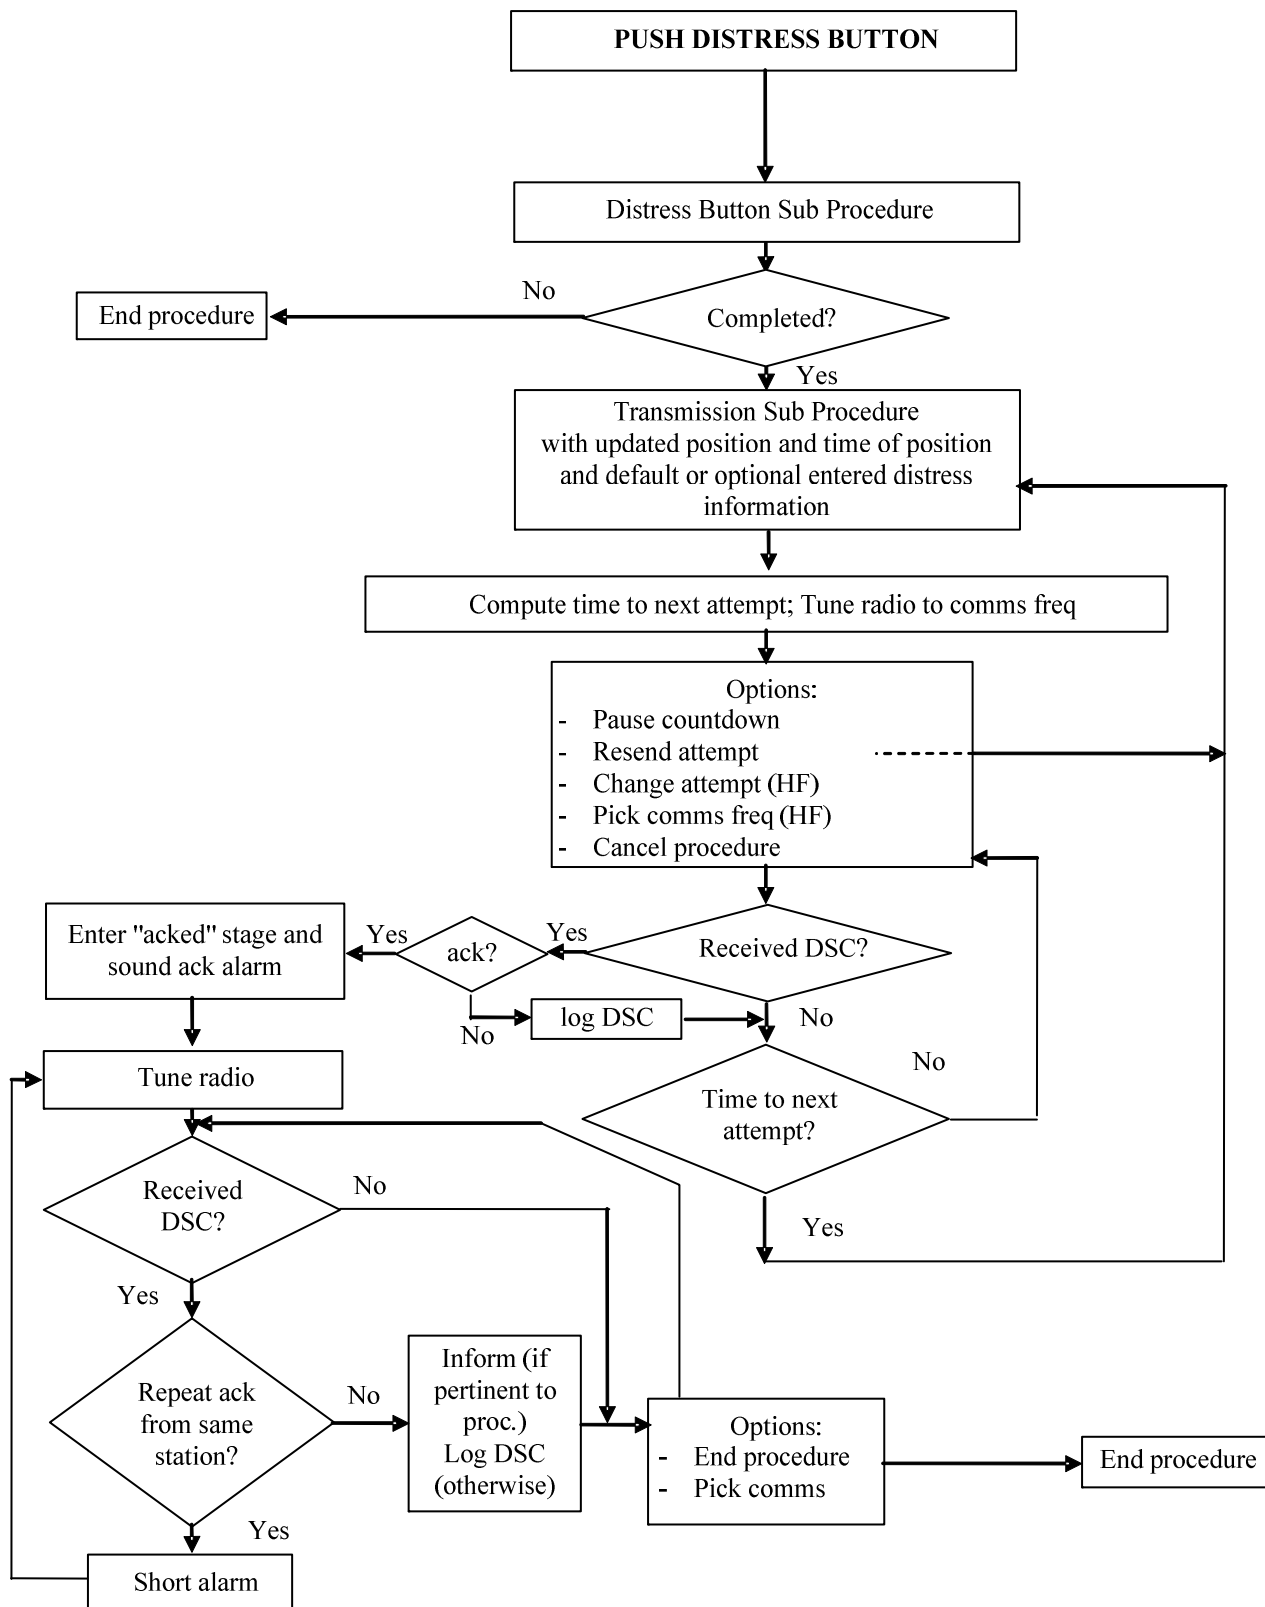 PUSH DISTRESS BUTTON
Distress Button Sub Procedure
No
End procedure
Completed?
Yes
Transmission Sub Procedure
with updated position and time of position
and default or optional entered distress
information
Compute time to next attempt; Tune radio to comms freq
Options:
- Pause countdown
- Resend attempt
- Change attempt (HF)
- Pick comms freq (HF)
- Cancel procedure
Enter "acked" stage and
sound ack alarm
Yes
ack?
Yes
Received DSC?
No
log DSC
No
Tune radio
Time to next
attempt?
No
Received
DSC?
No
Yes
Yes
Repeat ack
from same
station?
No
Inform (if
pertinent to
proc.)
Log DSC
(otherwise)
Options:
- End procedure
- Pick comms
End procedure
Yes
Short alarm